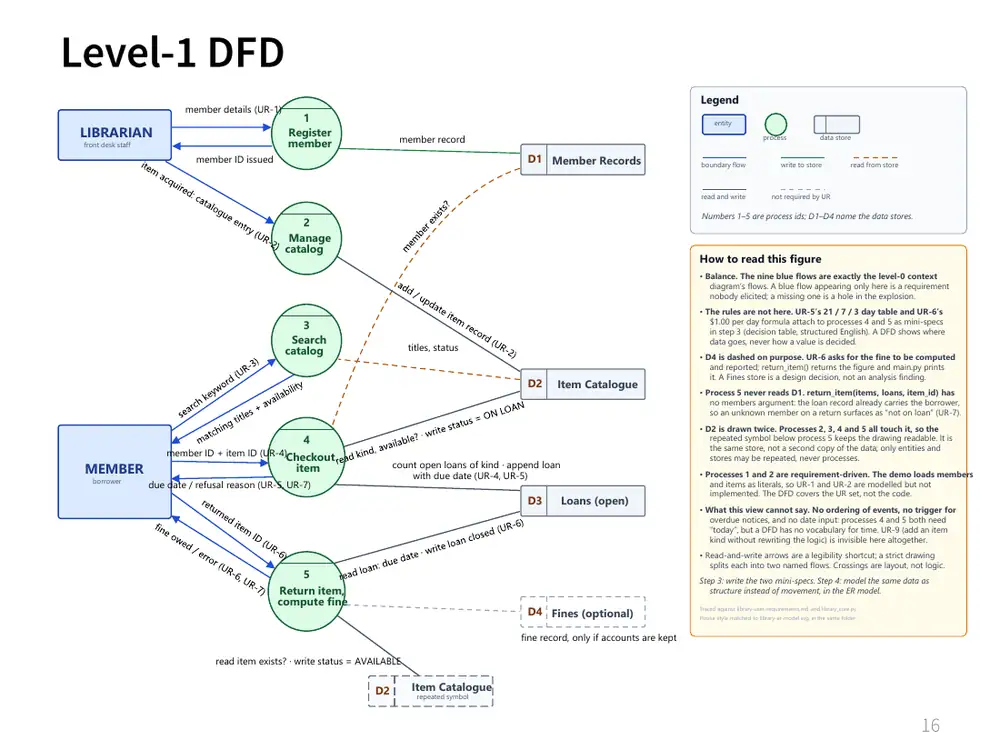 Level-1 DFD
LIBRARIAN
front desk staff
member details (UR-1)
member ID issued
1
Register
member
member record
D1 Member Records
item acquired: catalogue entry (UR-2)
2
Manage
catalog
member exists?
add / update item record (UR-2)
3
Search
catalog
titles, status
D2 Item Catalogue
search keyword (UR-3)
matching titles + availability
MEMBER
borrower
member ID + item ID (UR-4)
due date / refusal reason (UR-5, UR-7)
4
Checkout
item
read kind, available? · write status = ON LOAN
count open loans of kind · append loan
with due date (UR-4, UR-5)
D3 Loans (open)
returned item ID (UR-6)
fine owed / error (UR-6, UR-7)
read loan: due date · write loan closed (UR-6)
5
Return item,
compute fine
D4 Fines (optional)
fine record, only if accounts are kept
read item exists? · write status = AVAILABLE
D2 Item Catalogue
repeated symbol
Legend
entity
process
data store
boundary flow
write to store
read from store
read and write
not required by UR
Numbers 1–5 are process ids; D1–D4 name the data stores.
How to read this figure
• Balance. The nine blue flows are exactly the level-0 context
diagram's flows. A blue flow appearing only here is a requirement
nobody elicited; a missing one is a hole in the explosion.
• The rules are not here. UR-5's 21 / 7 / 3 day table and UR-6's
$1.00 per day formula attach to processes 4 and 5 as mini-specs
in step 3 (decision table, structured English). A DFD shows where
data goes, never how a value is decided.
• D4 is dashed on purpose. UR-6 asks for the fine to be computed
and reported; return_item() returns the figure and main.py prints
it. A Fines store is a design decision, not an analysis finding.
• Process 5 never reads D1. return_item(items, loans, item_id) has
no members argument: the loan record already carries the borrower,
so an unknown member on a return surfaces as "not on loan" (UR-7).
• D2 is drawn twice. Processes 2, 3, 4 and 5 all touch it, so the
repeated symbol below process 5 keeps the drawing readable. It is
the same store, not a second copy of the data; only entities and
stores may be repeated, never processes.
• Processes 1 and 2 are requirement-driven. The demo loads members
and items as literals, so UR-1 and UR-2 are modelled but not
implemented. The DFD covers the UR set, not the code.
• What this view cannot say. No ordering of events, no trigger for
overdue notices, and no date input: processes 4 and 5 both need
"today", but a DFD has no vocabulary for time. UR-9 (add an item
kind without rewriting the logic) is invisible here altogether.
• Read-and-write arrows are a legibility shortcut; a strict drawing
splits each into two named flows. Crossings are layout, not logic.
Step 3: write the two mini-specs. Step 4: model the same data as
structure instead of movement, in the ER model.
16